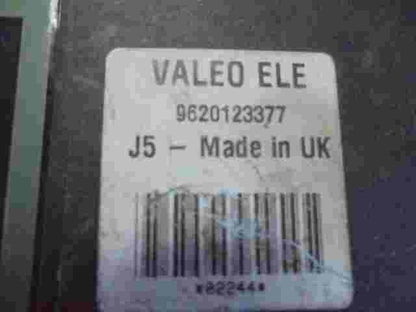 VALEO ELE
9620123377
J5 - Made in UK
*82244*